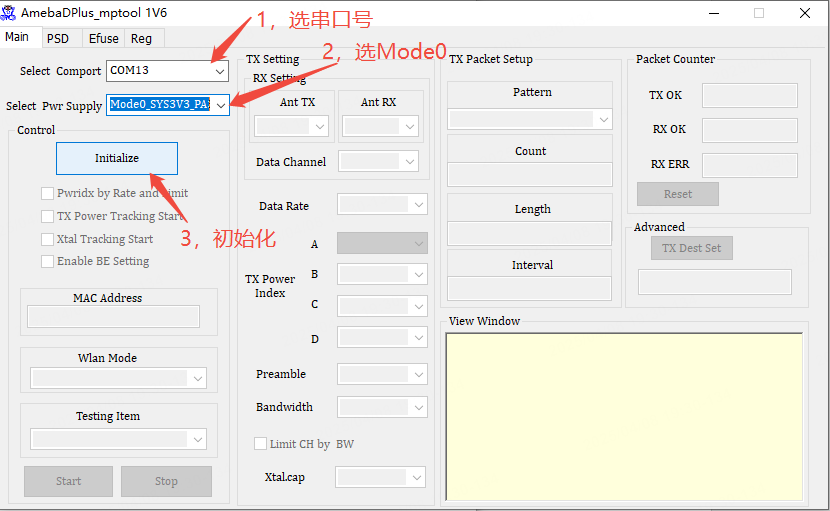 AmebaDPlus_mptool 1V6
Main
PSD
Efuse
Reg
1，选串口号
2，选Mode0
3，初始化
Select Comport
COM13
Select Pwr Supply
Mode0_SYS3V3_PA
Control
Initialize
Pwridx by Rate and Limit
TX Power Tracking Start
Xtal Tracking Start
Enable BE Setting
MAC Address
Wlan Mode
Testing Item
Start
Stop
TX Setting
RX Setting
Ant TX
Ant RX
Data Channel
Data Rate
TX Power
Index
A
B
C
D
Preamble
Bandwidth
Limit CH by BW
Xtal.cap
TX Packet Setup
Pattern
Count
Length
Interval
Packet Counter
TX OK
RX OK
RX ERR
Reset
Advanced
TX Dest Set
View Window